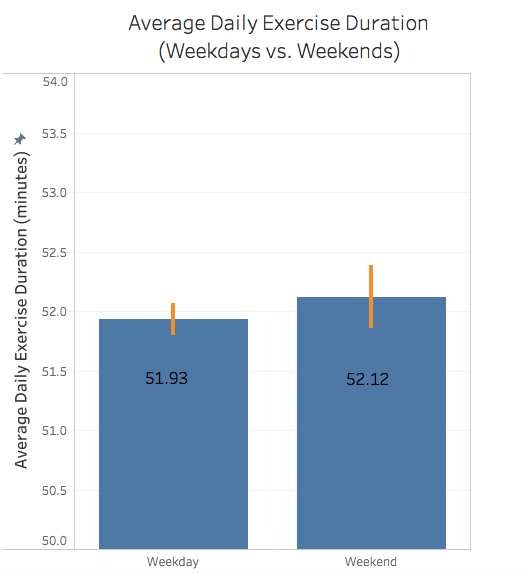 Average Daily Exercise Duration
(Weekdays vs. Weekends)
Average Daily Exercise Duration (minutes)
54.0
53.5
53.0
52.5
52.0
51.5
51.0
50.5
50.0
51.93
52.12
Weekday
Weekend